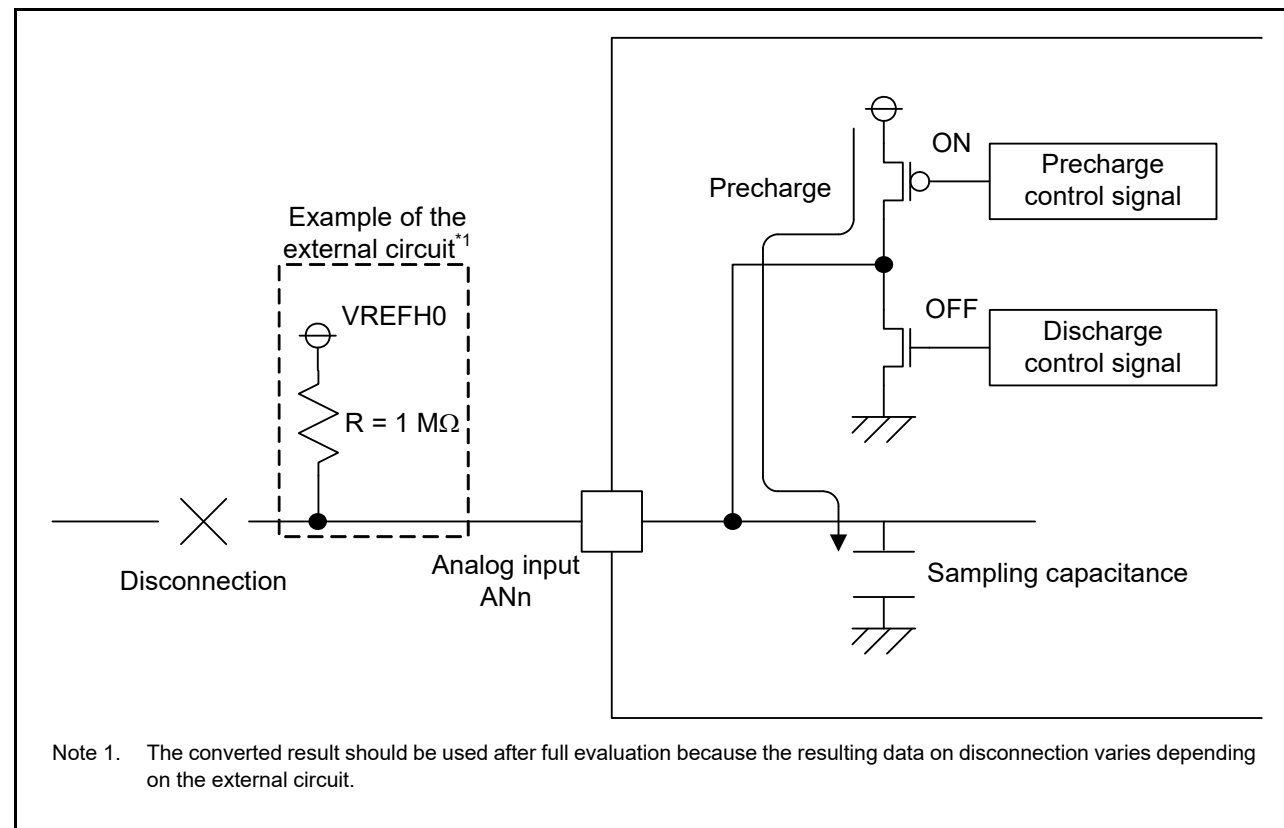 ON
Precharge
control signal
Precharge
Example of the
external circuit*1
VREFH0
OFF
Discharge
control signal
R = 1 MΩ
Disconnection
Analog input
ANn
Sampling capacitance
Note 1. The converted result should be used after full evaluation because the resulting data on disconnection varies depending
on the external circuit.